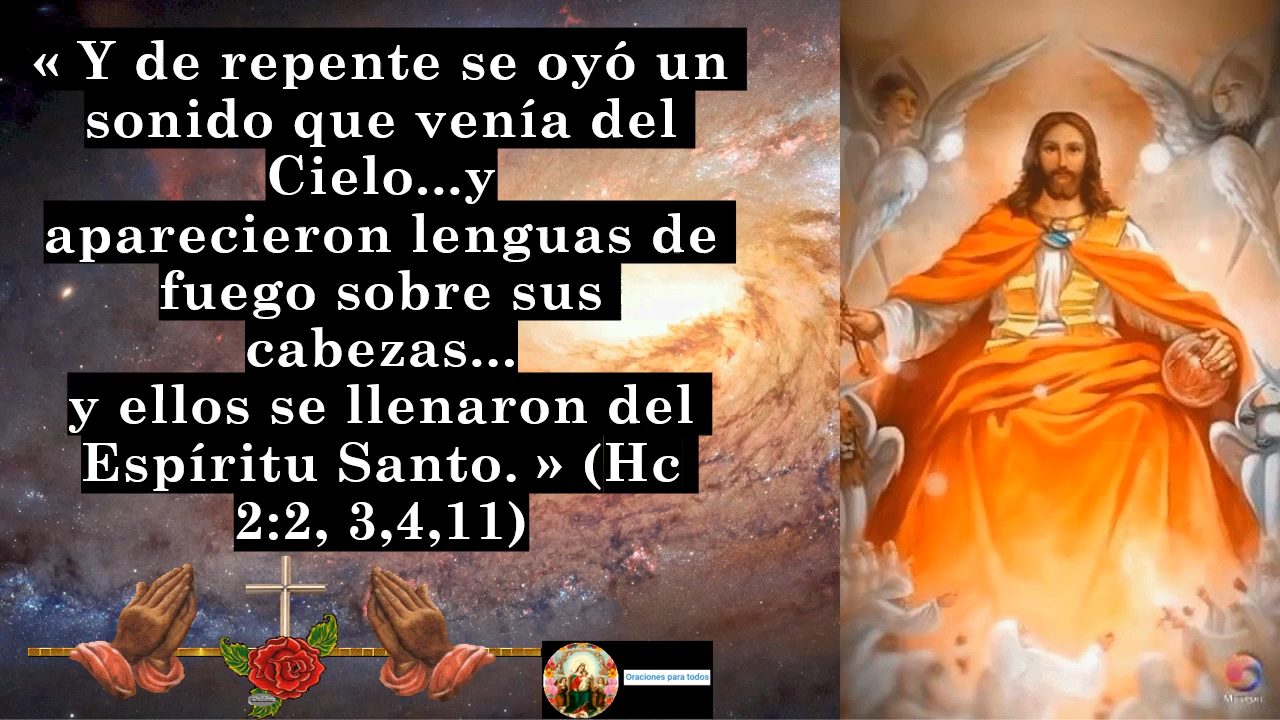 « Y de repente se oyó un
sonido que venía del
Cielo...y
aparecieron lenguas de
fuego sobre sus
cabezas...
y ellos se llenaron del
Espíritu Santo. » (Hc
2:2, 3,4,11)
Oraciones para todos